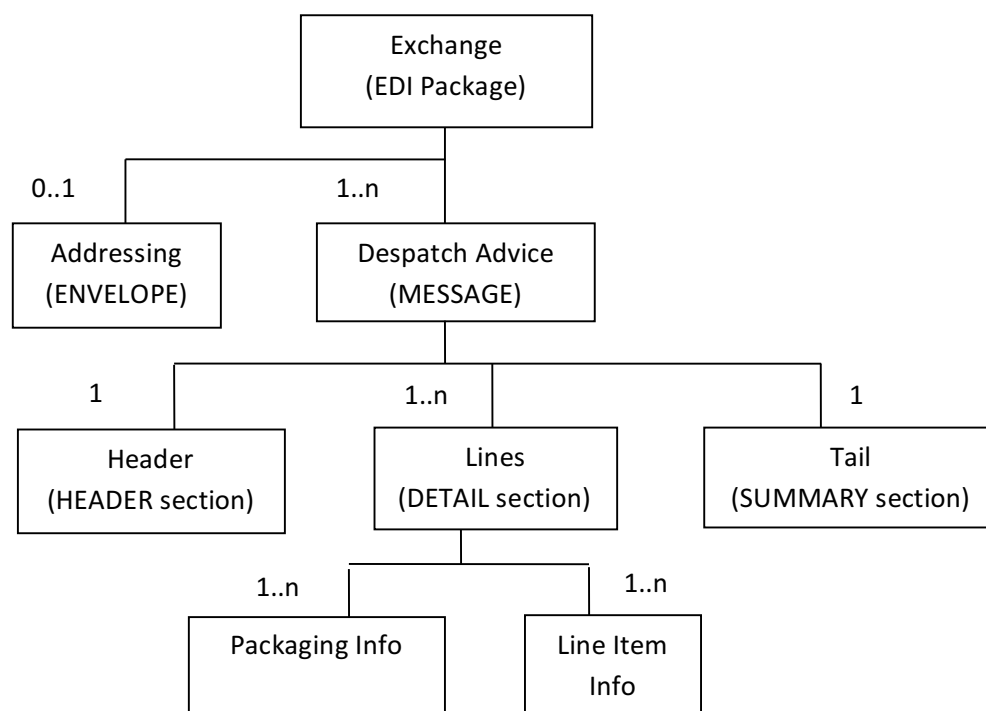 Exchange
(EDI Package)
0..1
1..n
Addressing
(ENVELOPE)
Despatch Advice
(MESSAGE)
1
1..n
1
Header
(HEADER section)
Lines
(DETAIL section)
Tail
(SUMMARY section)
1..n
1..n
Packaging Info
Line Item
Info